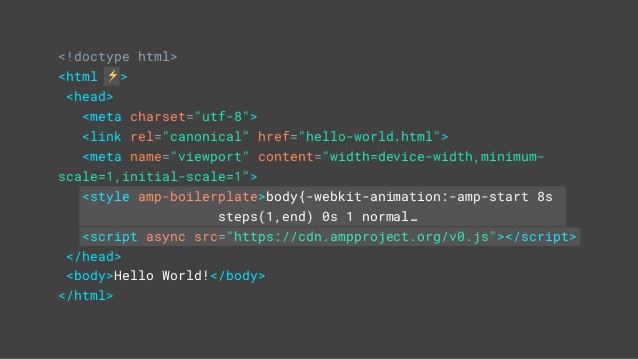 <!doctype html>
<html ⚡>
<head>
<meta charset="utf-8">
<link rel="canonical" href="hello-world.html">
<meta name="viewport" content="width=device-width,minimum-
scale=1,initial-scale=1">
<style amp-boilerplate>body{-webkit-animation:-amp-start 8s
steps(1,end) 0s 1 normal…
<script async src="https://cdn.ampproject.org/v0.js"></script>
</head>
<body>Hello World!</body>
</html>